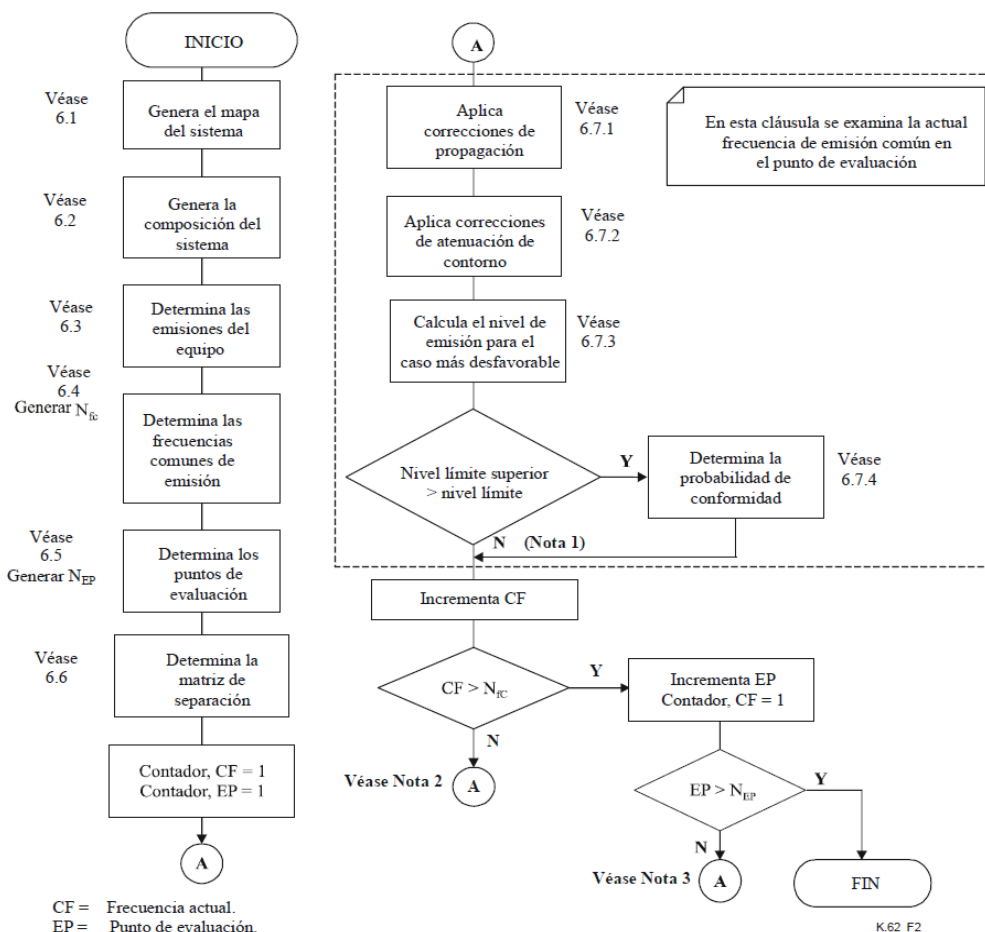 INICIO
Véase
6.1
Genera el mapa
del sistema
Véase
6.2
Genera la
composición del
sistema
Véase
6.3
Determina las
emisiones del
equipo
Véase
6.4
Generar Nfc
Determina las
frecuencias
comunes de
emisión
Véase
6.5
Generar NEP
Determina los
puntos de
evaluación
Véase
6.6
Determina la
matriz de
separación
Contador, CF = 1
Contador, EP = 1
A
CF = Frecuencia actual.
EP = Punto de evaluación.
A
Aplica
correcciones de
propagación
Véase
6.7.1
En esta cláusula se examina la actual
frecuencia de emisión común en
el punto de evaluación
Aplica correcciones
de atenuación de
contorno
Véase
6.7.2
Calcula el nivel de
emisión para el
caso más desfavorable
Véase
6.7.3
Nivel límite superior
> nivel límite
Y
Determina la
probabilidad de
conformidad
Véase
6.7.4
N (Nota 1)
Incrementa CF
CF > NfC
Y
Incrementa EP
Contador, CF = 1
N
Véase Nota 2
A
EP > NEP
Y
N
Véase Nota 3
A
FIN
K.62_F2